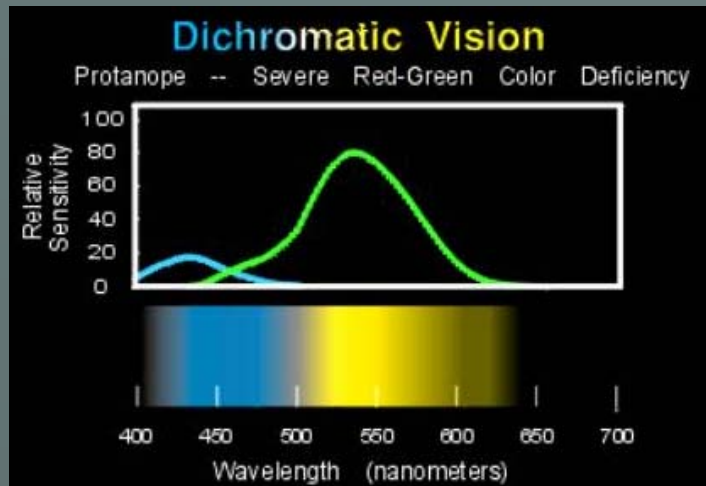 Dichromatic Vision
Protanope -- Severe Red-Green Color Deficiency
Relative
Sensitivity
100
80
60
40
20
0
400 450 500 550 600 650 700
Wavelength (nanometers)